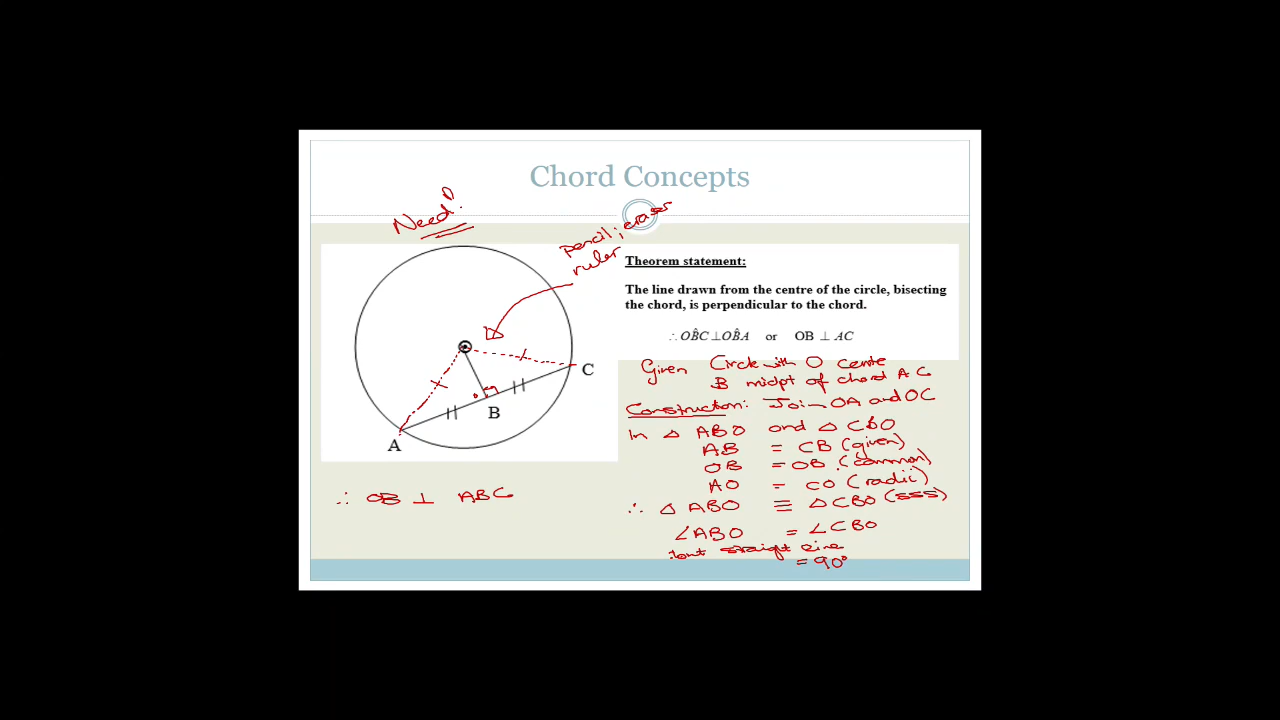 Chord Concepts
Need!
pencil; eraser
ruler
Theorem statement:
The line drawn from the centre of the circle, bisecting
the chord, is perpendicular to the chord.
∴ OB̂C ⊥ OB̂A or OB ⊥ AC
Given Circle with O centre
B midpt of chord AC
Construction: Join OA and OC
In △ ABO and △ CBO
AB = CB (given)
OB = OB (common)
AO = CO (radii)
∴ △ ABO ≡ △ CBO (SSS)
∠ABO = ∠CBO
straight line
= 90°
O
C
B
A
∴ OB ⊥ ABC